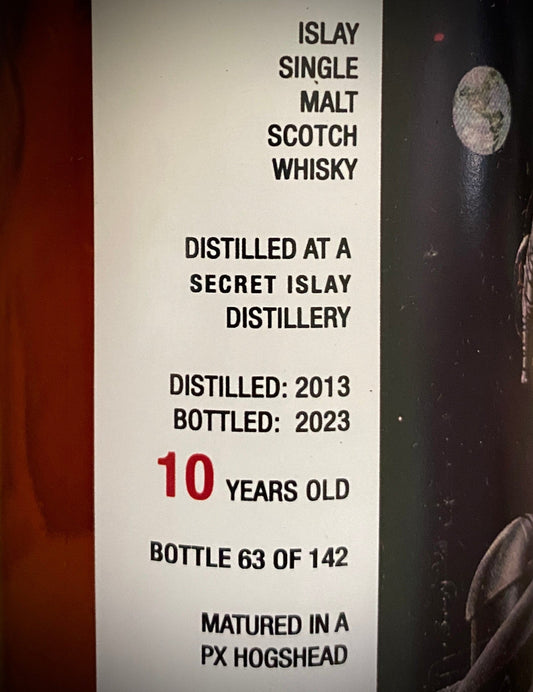 ISLAY
SINGLE
MALT
SCOTCH
WHISKY
DISTILLED AT A
SECRET ISLAY
DISTILLERY
DISTILLED: 2013
BOTTLED: 2023
10 YEARS OLD
BOTTLE 63 OF 142
MATURED IN A
PX HOGSHEAD